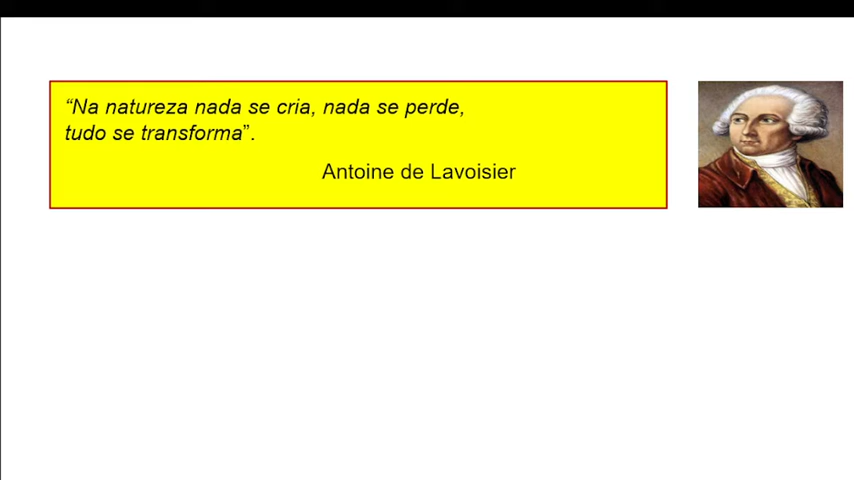 “Na natureza nada se cria, nada se perde,
tudo se transforma”.
Antoine de Lavoisier